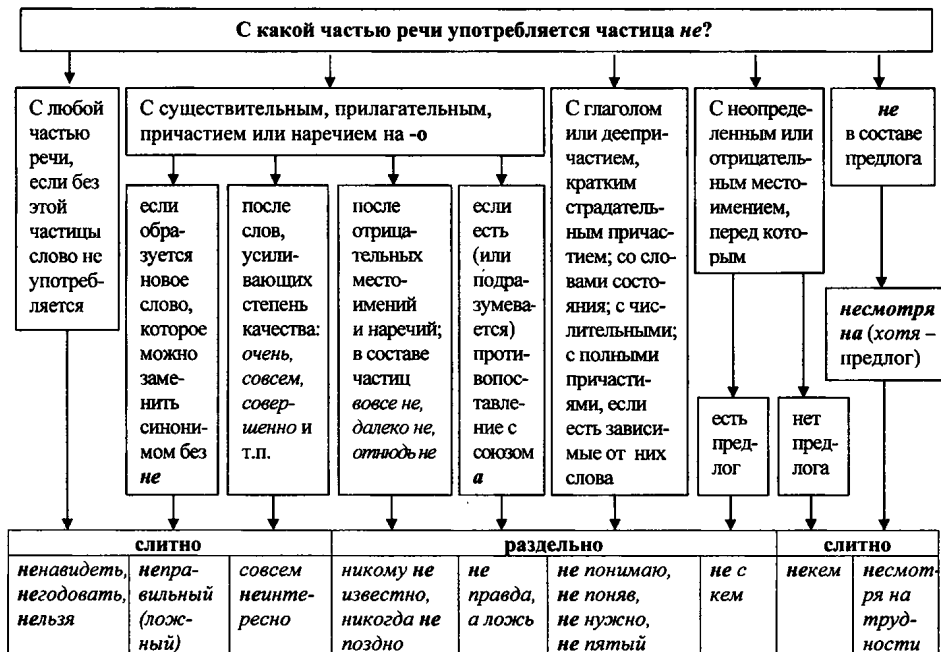 С какой частью речи употребляется частица не?
С любой
частью
речи,
если без
этой
частицы
слово не
употреб-
ляется
С существительным, прилагательным,
причастием или наречием на -о
если
обра-
зуется
новое
слово,
которое
можно
заме-
нить
синони-
мом без
не
после
слов,
усили-
вающих
степень
качества:
очень,
совсем,
совер-
шенно и
т.п.
после
отрица-
тельных
место-
имений
и наречий;
в составе
частиц
вовсе не,
далеко не,
отнюдь не
если
есть
(или
подра-
зумева-
ется)
проти-
вопос-
тавле-
ние с
союзом
а
С глаголом
или деепри-
частием,
кратким
страдатель-
ным причас-
тием; со сло-
вами состо-
яния; с чис-
лительными;
с полными
причасти-
ями, если
есть зависи-
мые от них
слова
С неопреде-
ленным или
отрицатель-
ным место-
имением,
перед кото-
рым
есть
пред-
лог
нет
пред-
лога
не
в составе
предлога
несмотря
на (хотя –
предлог)
слитно
раздельно
слитно
ненавидеть,
негодовать,
нельзя
непра-
вильный
(лож-
ный)
совсем
неинте-
ресно
никому не
известно,
никогда не
поздно
не
правда,
а ложь
не понимаю,
не поняв,
не нужно,
не пятый
не с
кем
некем
несмот-
ря на
труд-
ности